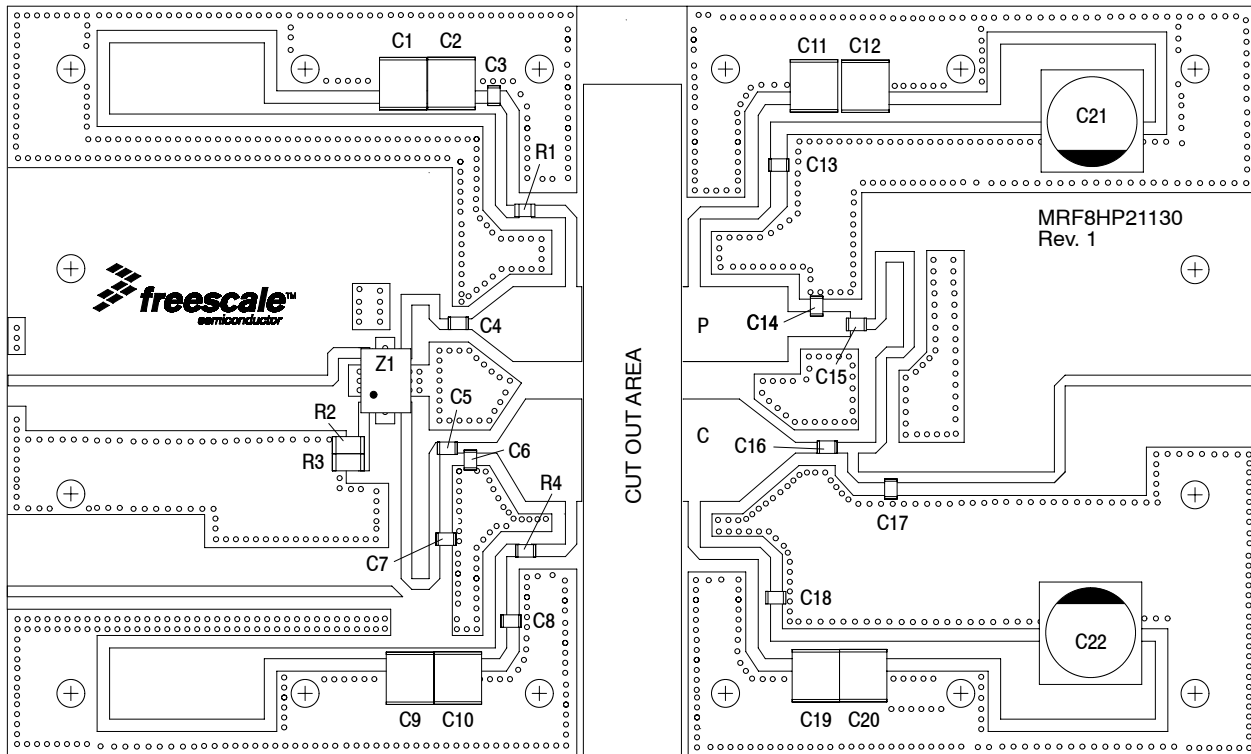 C1
C2
C3
R1
C11
C12
C21
C13
MRF8HP21130
Rev. 1
freescale™
semiconductor
C4
P
C14
C15
Z1
CUT OUT AREA
R2
R3
C5
C6
R4
C
C16
C17
C7
C8
C18
C22
C9
C10
C19
C20